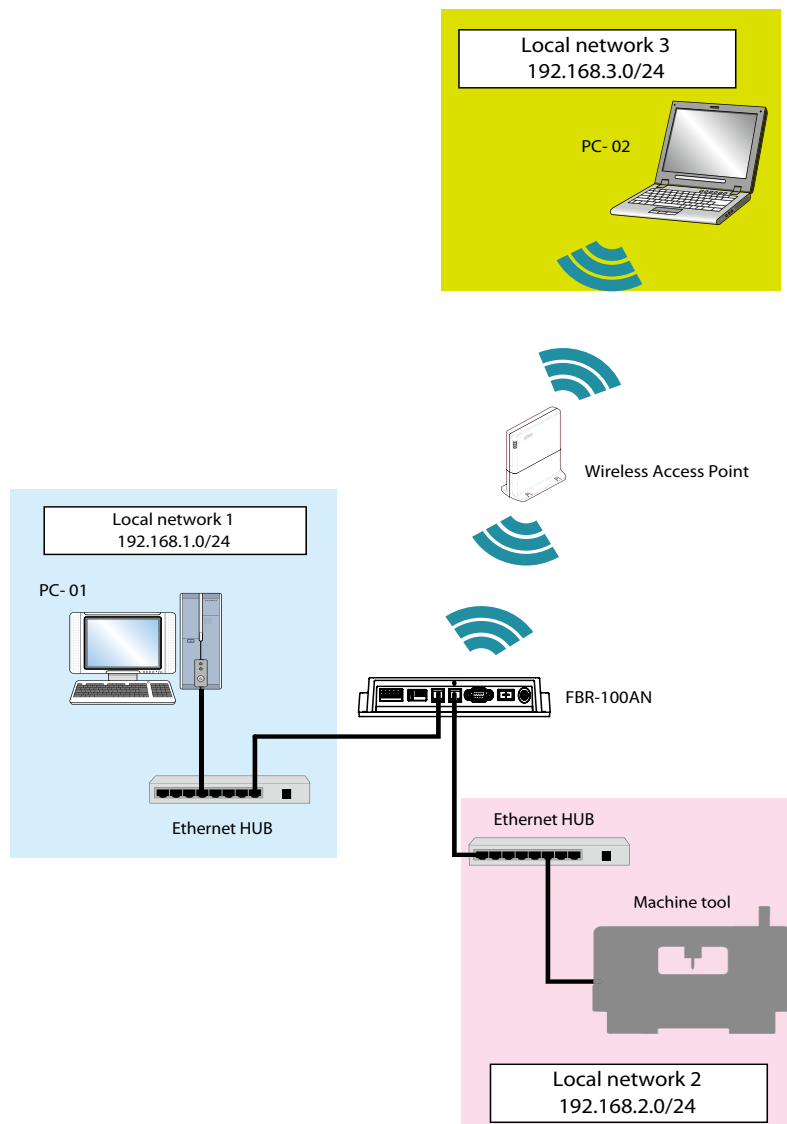 Local network 3
192.168.3.0/24
PC- 02
Wireless Access Point
Local network 1
192.168.1.0/24
PC- 01
FBR-100AN
Ethernet HUB
Ethernet HUB
Machine tool
Local network 2
192.168.2.0/24